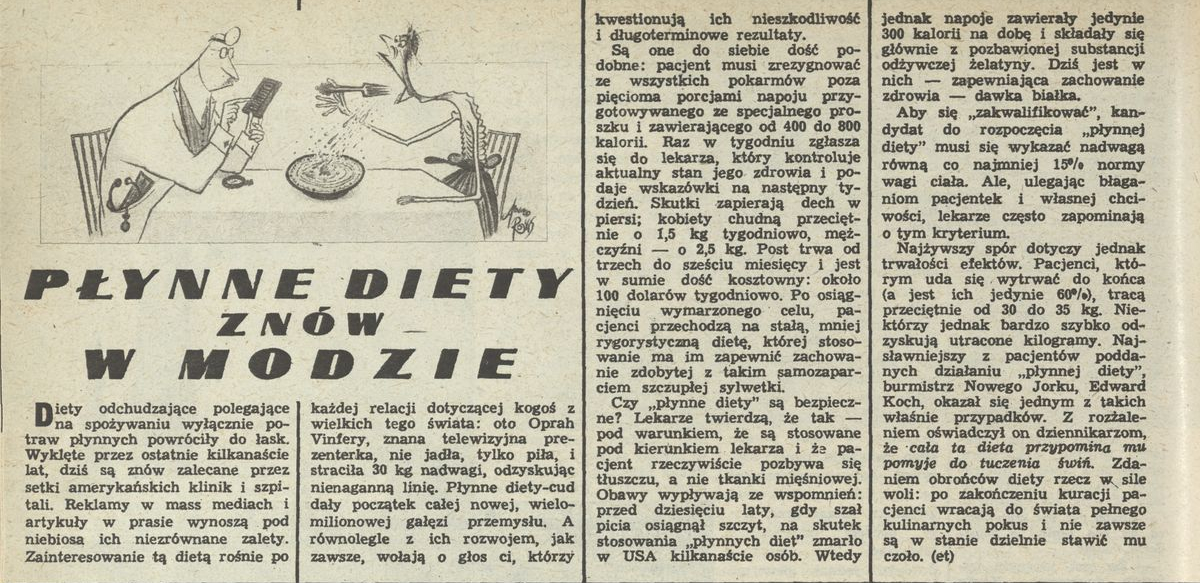 PŁYNNE DIETY
ZNÓW
W MODZIE
Diety odchudzające polegające
na spożywaniu wyłącznie po-
traw płynnych powróciły do łask.
Wyklęte przez ostatnie kilkanaście
lat, dziś są znów zalecane przez
setki amerykańskich klinik i szpi-
tali. Reklamy w mass mediach i
artykuły w prasie wynoszą pod
niebiosa ich niezrównane zalety.
Zainteresowanie tą dietą rośnie po
każdej relacji dotyczącej kogoś z
wielkich tego świata: oto Oprah
Vinfery, znana telewizyjna pre-
zenterka, nie jadła, tylko piła, i
straciła 30 kg nadwagi, odzyskując
nienaganną linię. Płynne diety-cud
dały początek całej nowej, wielo-
milionowej gałęzi przemysłu. A
równolegle z ich rozwojem, jak
zawsze, wołają o głos ci, którzy
kwestionują ich nieszkodliwość
i długoterminowe rezultaty.
Są one do siebie dość po-
dobne: pacjent musi zrezygnować
ze wszystkich pokarmów poza
pięcioma porcjami napoju przy-
gotowywanego ze specjalnego pro-
szku i zawierającego od 400 do 800
kalorii. Raz w tygodniu zgłasza
się do lekarza, który kontroluje
aktualny stan jego zdrowia i po-
daje wskazówki na następny ty-
dzień. Skutki zapierają dech w
piersi; kobiety chudną przecięt-
nie o 1,5 kg tygodniowo, męż-
czyźni — o 2,5 kg. Post trwa od
trzech do sześciu miesięcy i jest
w sumie dość kosztowny: około
100 dolarów tygodniowo. Po osiąg-
nięciu wymarzonego celu, pa-
cjenci przechodzą na stałą, mniej
rygorystyczną dietę, której stoso-
wanie ma im zapewnić zachowa-
nie zdobytej z takim samozapar-
ciem szczupłej sylwetki.
Czy „płynne diety” są bezpiecz-
ne? Lekarze twierdzą, że tak —
pod warunkiem, że są stosowane
pod kierunkiem lekarza i że pa-
cjent rzeczywiście pozbywa się
tłuszczu, a nie tkanki mięśniowej.
Obawy wypływają ze wspomnień:
przed dziesięciu laty, gdy szał
picia osiągnął szczyt, na skutek
stosowania „płynnych diet” zmarło
w USA kilkanaście osób. Wtedy
jednak napoje zawierały jedynie
300 kalorii na dobę i składały się
głównie z pozbawionej substancji
odżywczej żelatyny. Dziś jest w
nich — zapewniająca zachowanie
zdrowia — dawka białka.
Aby się „zakwalifikować”, kan-
dydat do rozpoczęcia „płynnej
diety” musi się wykazać nadwagą
równą co najmniej 15% normy
wagi ciała. Ale, ulegając błaga-
niom pacjentek i własnej chci-
wości, lekarze często zapominają
o tym kryterium.
Najżywszy spór dotyczy jednak
trwałości efektów. Pacjenci, któ-
rym uda się wytrwać do końca
(a jest ich jedynie 60%), tracą
przeciętnie od 30 do 35 kg. Nie-
którzy jednak bardzo szybko od-
zyskują utracone kilogramy. Naj-
sławniejszy z pacjentów podda-
nych działaniu „płynnej diety”,
burmistrz Nowego Jorku, Edward
Koch, okazał się jednym z takich
właśnie przypadków. Z rozżale-
niem oświadczył on dziennikarzom,
że cała ta dieta przypomina mu
pomyje do tuczenia świń. Zda-
niem obrońców diety rzecz w sile
woli: po zakończeniu kuracji pa-
cjenci wracają do świata pełnego
kulinarnych pokus i nie zawsze
są w stanie dzielnie stawić mu
czoło. (et)